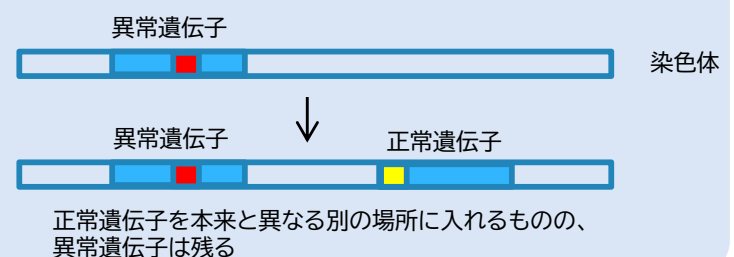 異常遺伝子
染色体
異常遺伝子
正常遺伝子
正常遺伝子を本来と異なる別の場所に入れるものの、
異常遺伝子は残る